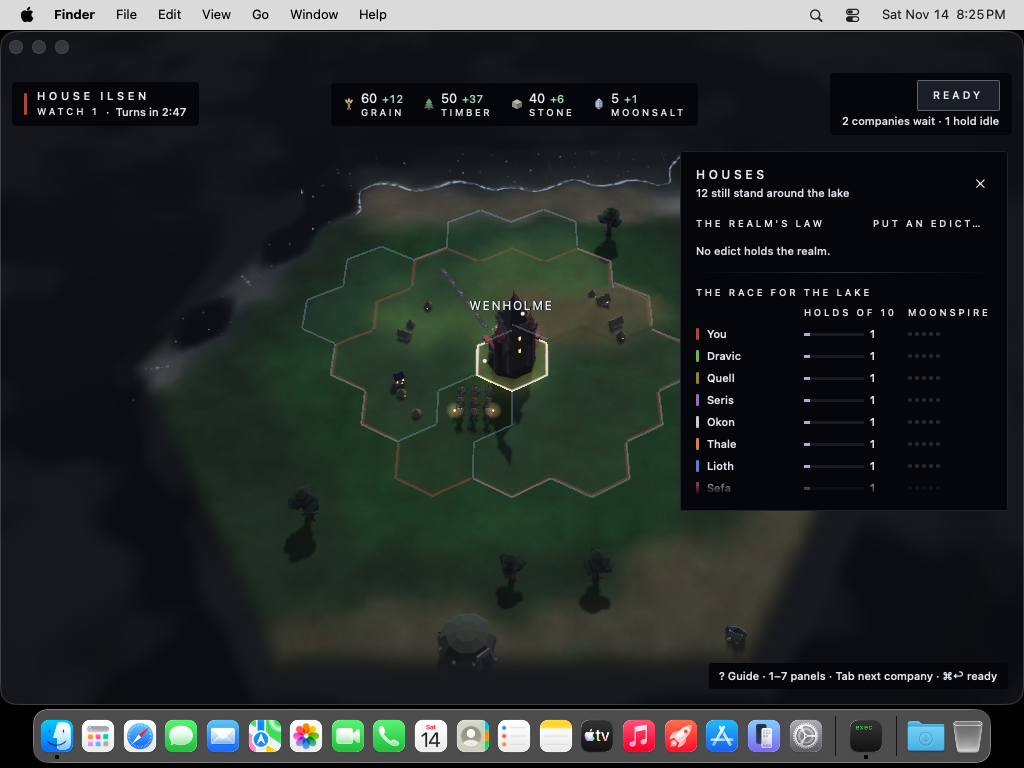 Finder File Edit View Go Window Help
Sat Nov 14 8:25 PM
HOUSE ILSEN
WATCH 1 · Turns in 2:47
60 +12 50 +37 40 +6 5 +1
GRAIN TIMBER STONE MOONSALT
READY
2 companies wait · 1 hold idle
HOUSES
12 still stand around the lake
THE REALM'S LAW PUT AN EDICT…
No edict holds the realm.
THE RACE FOR THE LAKE
HOLDS OF 10 MOONSPIRE
You 1
Dravic 1
Quell 1
Seris 1
Okon 1
Thale 1
Lioth 1
Sefa 1
WENHOLME
? Guide · 1–7 panels · Tab next company · ⌘↩ ready
Sat
14
tv
exec